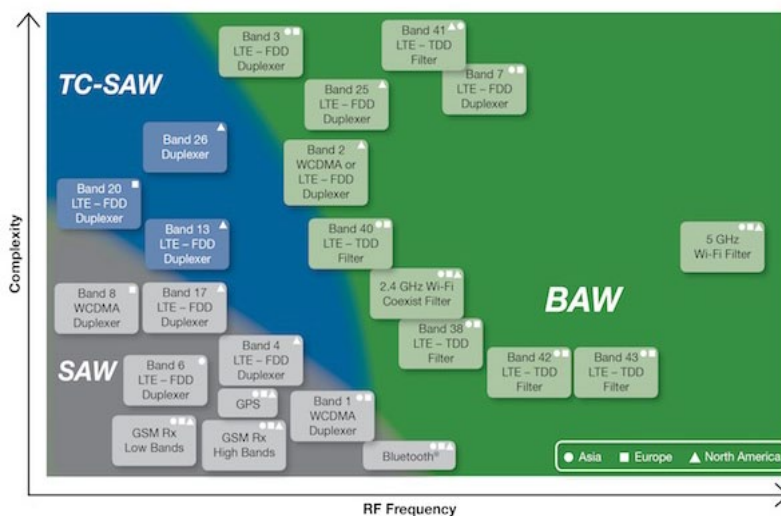 Complexity
TC-SAW
SAW
BAW
Band 3
LTE – FDD
Duplexer
Band 41
LTE – TDD
Filter
Band 7
LTE – FDD
Duplexer
Band 25
LTE – FDD
Duplexer
Band 26
Duplexer
Band 2
WCDMA or
LTE – FDD
Duplexer
Band 20
LTE – FDD
Duplexer
Band 13
LTE – FDD
Duplexer
Band 40
LTE – TDD
Filter
5 GHz
Wi-Fi Filter
Band 8
WCDMA
Duplexer
Band 17
LTE – FDD
Duplexer
2.4 GHz Wi-Fi
Coexist Filter
Band 38
LTE – TDD
Filter
Band 4
LTE – FDD
Duplexer
Band 42
LTE – TDD
Filter
Band 43
LTE – TDD
Filter
Band 6
LTE – FDD
Duplexer
GPS
Band 1
WCDMA
Duplexer
GSM Rx
Low Bands
GSM Rx
High Bands
Bluetooth®
Asia Europe North America
RF Frequency